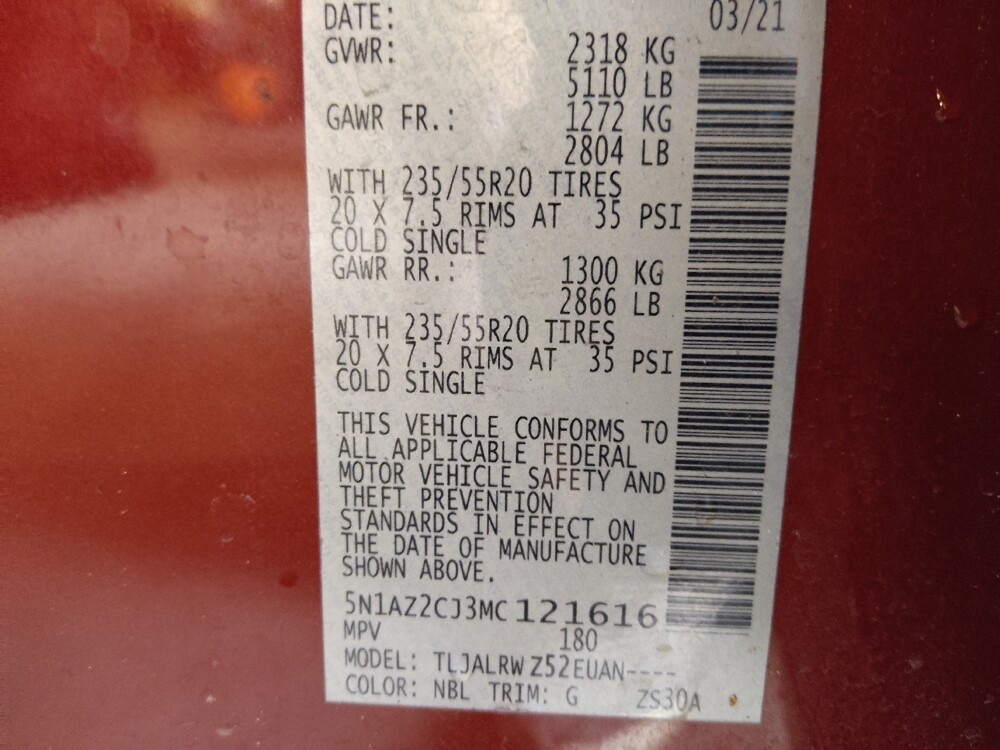 DATE: 03/21
GVWR: 2318 KG
5110 LB
GAWR FR.: 1272 KG
2804 LB
WITH 235/55R20 TIRES
20 X 7.5 RIMS AT 35 PSI
COLD SINGLE
GAWR RR.: 1300 KG
2866 LB
WITH 235/55R20 TIRES
20 X 7.5 RIMS AT 35 PSI
COLD SINGLE
THIS VEHICLE CONFORMS TO
ALL APPLICABLE FEDERAL
MOTOR VEHICLE SAFETY AND
THEFT PREVENTION
STANDARDS IN EFFECT ON
THE DATE OF MANUFACTURE
SHOWN ABOVE.
5N1AZ2CJ3MC121616
MPV 180
MODEL: TLJALRWZ52EUAN----
COLOR: NBL TRIM: G ZS30A